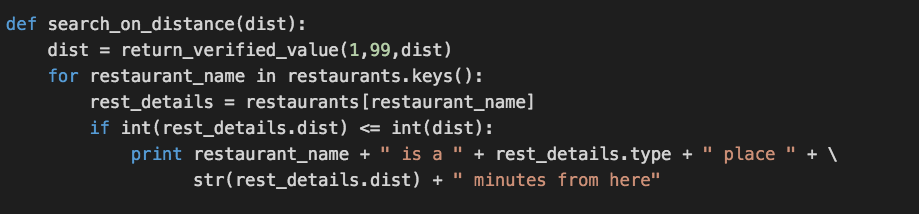 def search_on_distance(dist):
    dist = return_verified_value(1,99,dist)
    for restaurant_name in restaurants.keys():
        rest_details = restaurants[restaurant_name]
        if int(rest_details.dist) <= int(dist):
            print restaurant_name + " is a " + rest_details.type + " place " + \
                  str(rest_details.dist) + " minutes from here"